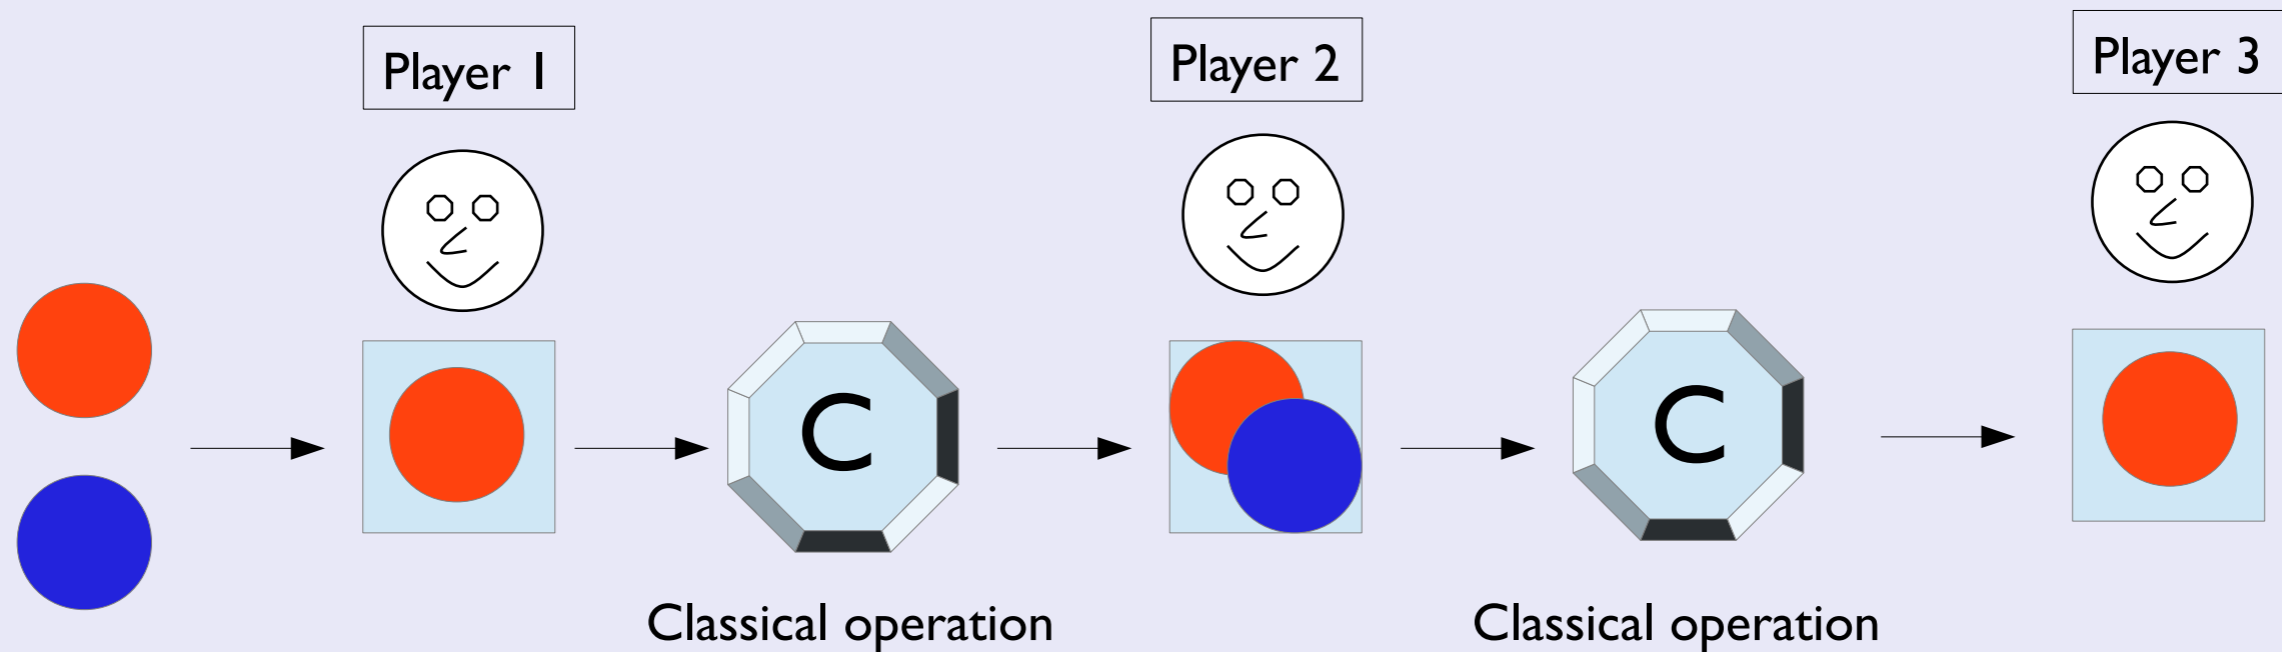 Player 1
Player 2
Player 3
C
C
Classical operation
Classical operation